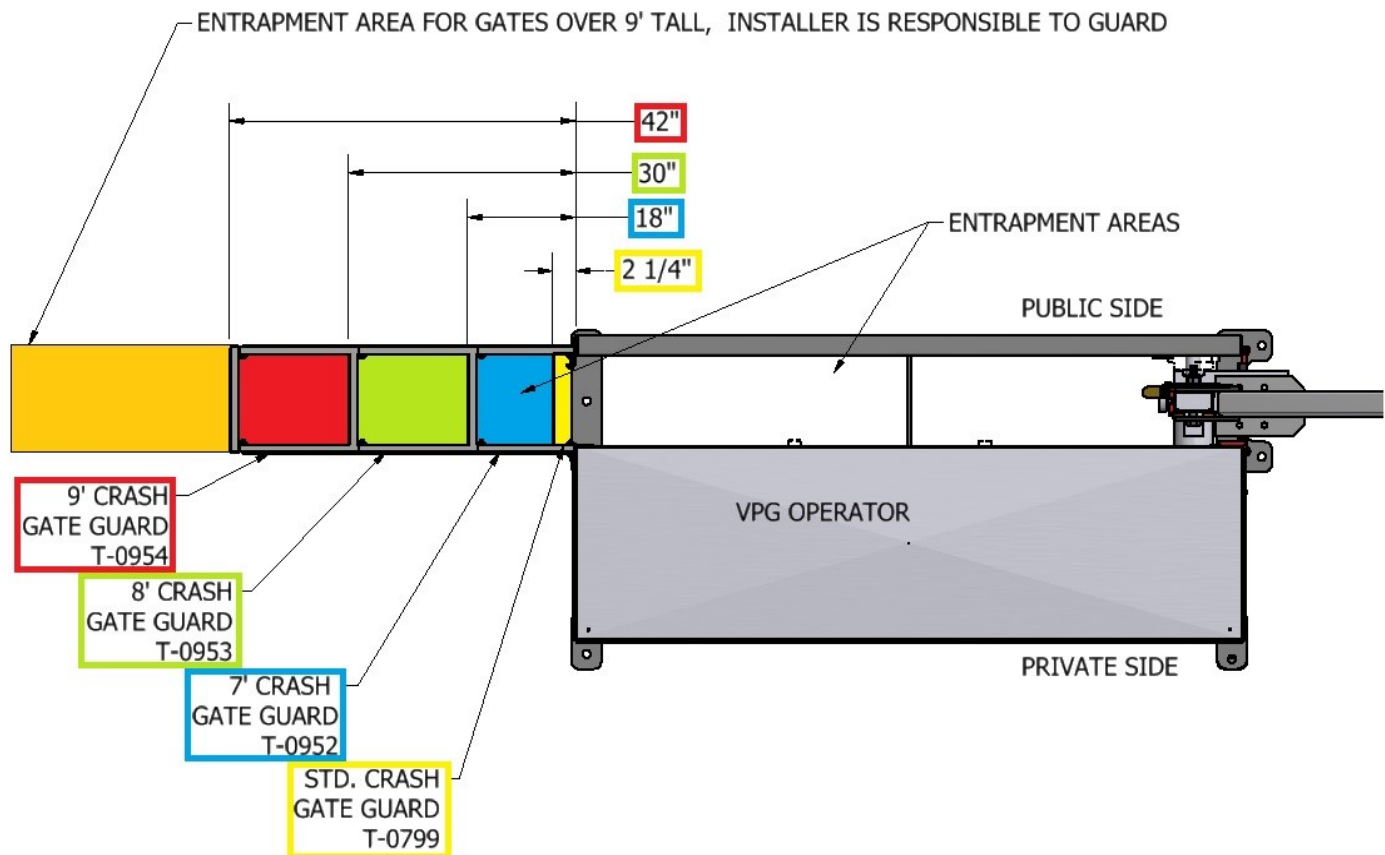 ENTRAPMENT AREA FOR GATES OVER 9' TALL, INSTALLER IS RESPONSIBLE TO GUARD
42"
30"
18"
2 1/4"
ENTRAPMENT AREAS
PUBLIC SIDE
VPG OPERATOR
PRIVATE SIDE
9' CRASH
GATE GUARD
T-0954
8' CRASH
GATE GUARD
T-0953
7' CRASH
GATE GUARD
T-0952
STD. CRASH
GATE GUARD
T-0799